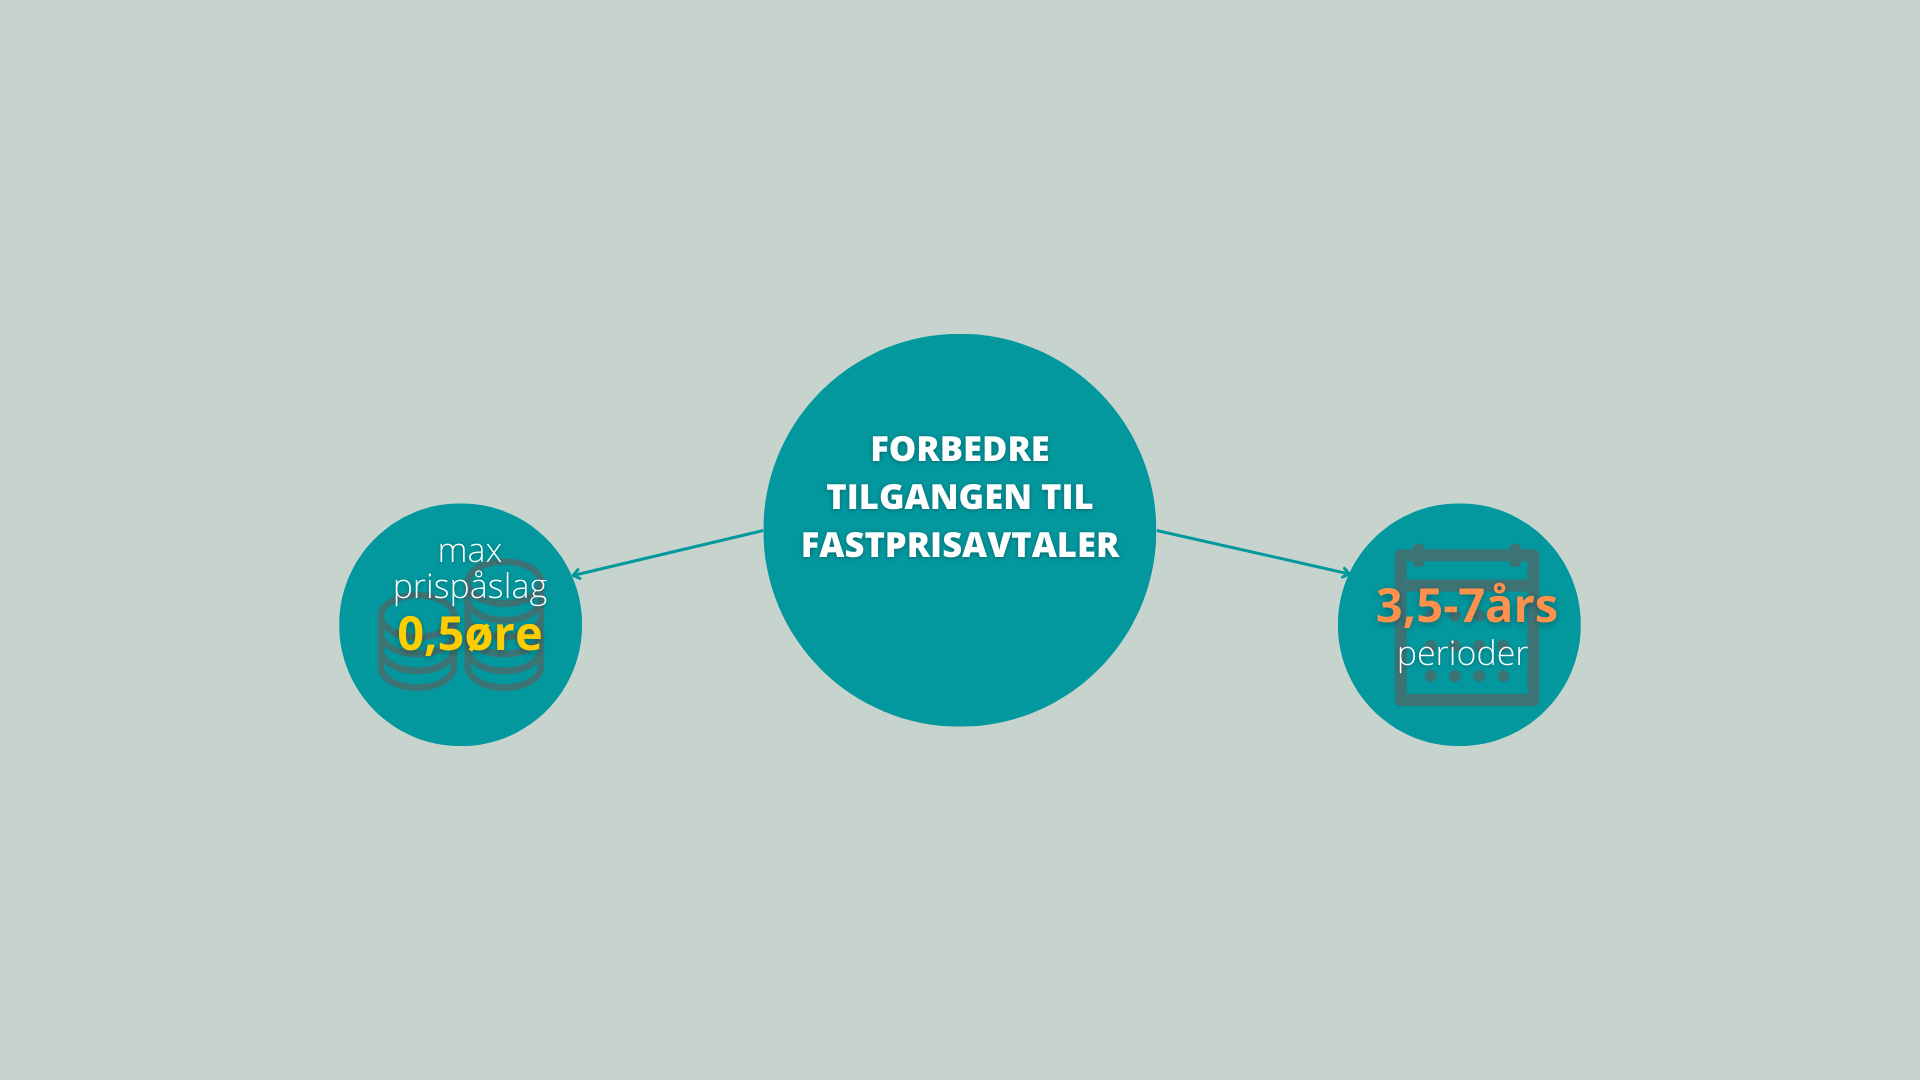 FORBEDRE
TILGANGEN TIL
FASTPRISAVTALER
max
prispåslag
0,5øre
3,5-7års
perioder